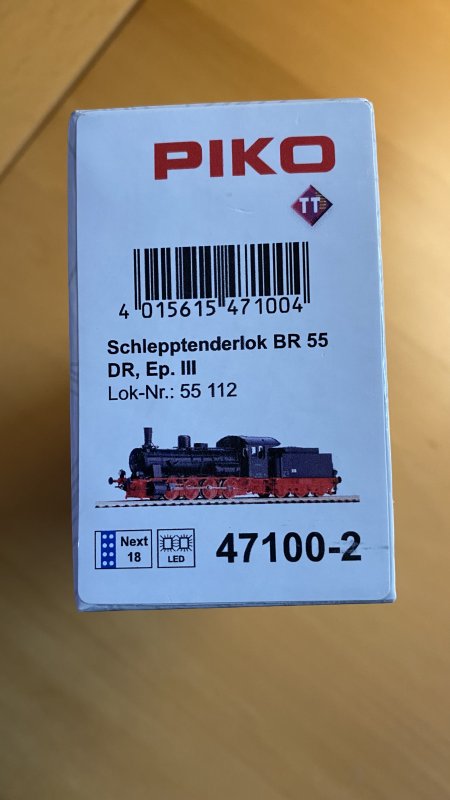 PIKO
TT
4 015615 471004
Schlepptenderlok BR 55
DR, Ep. III
Lok-Nr.: 55 112
Next
18
LED
47100-2